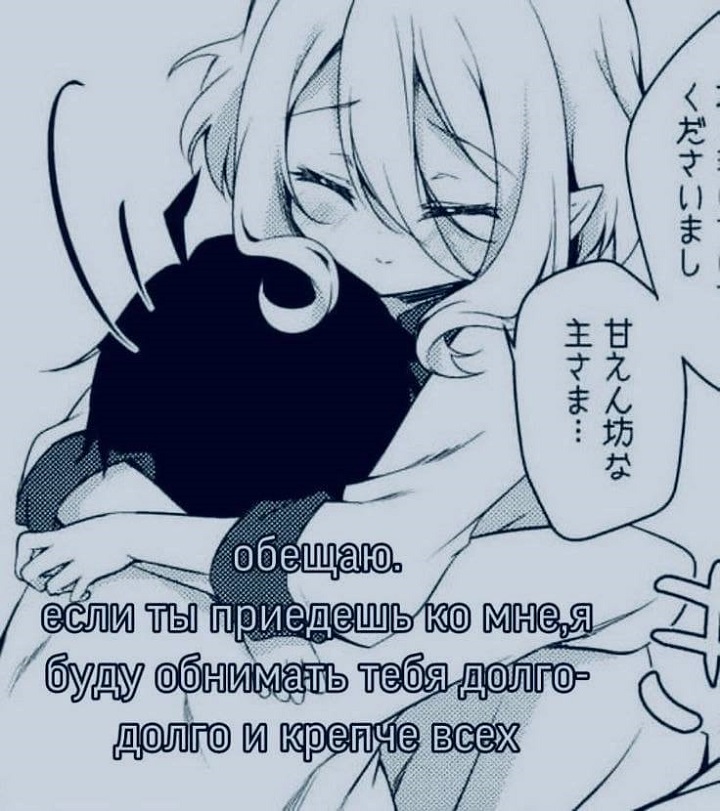 くださいまし
甘えん坊な
主さま…
обещаю.
если ты приедешь ко мне,я
буду обнимать тебя долго-
долго и крепче всех